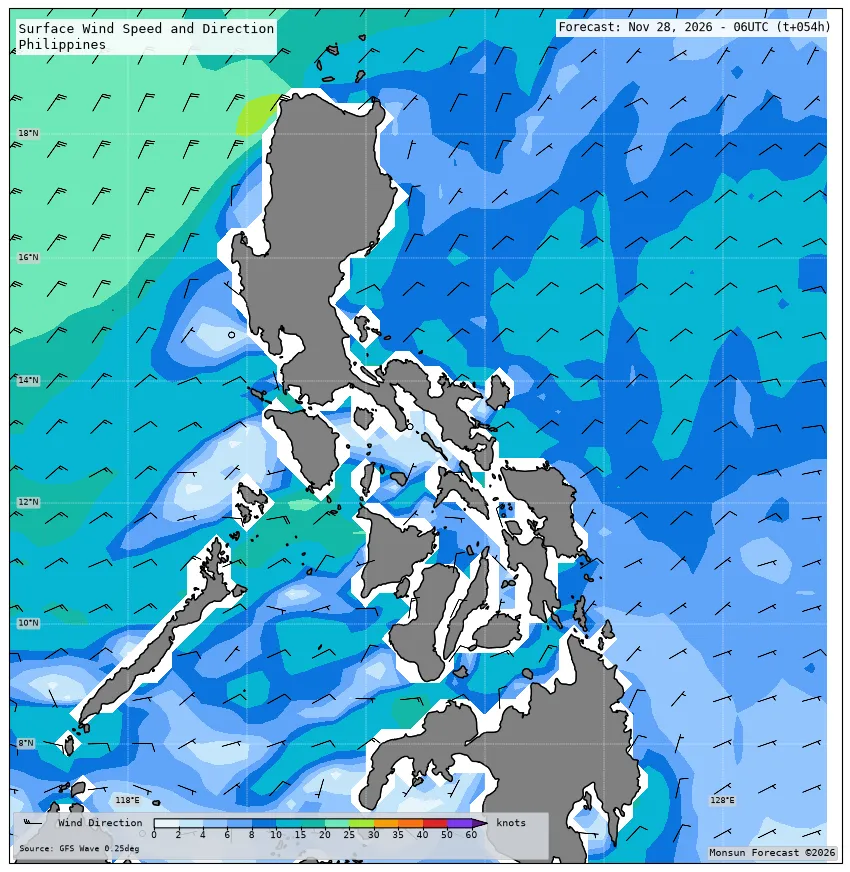 Surface Wind Speed and Direction
Philippines
Forecast: Nov 28, 2026 - 06UTC (t+054h)
18°N
16°N
14°N
12°N
10°N
8°N
118°E
128°E
Wind Direction
0 2 4 6 8 10 15 20 25 30 35 40 50 60
knots
Source: GFS Wave 0.25deg
Monsun Forecast ©2026